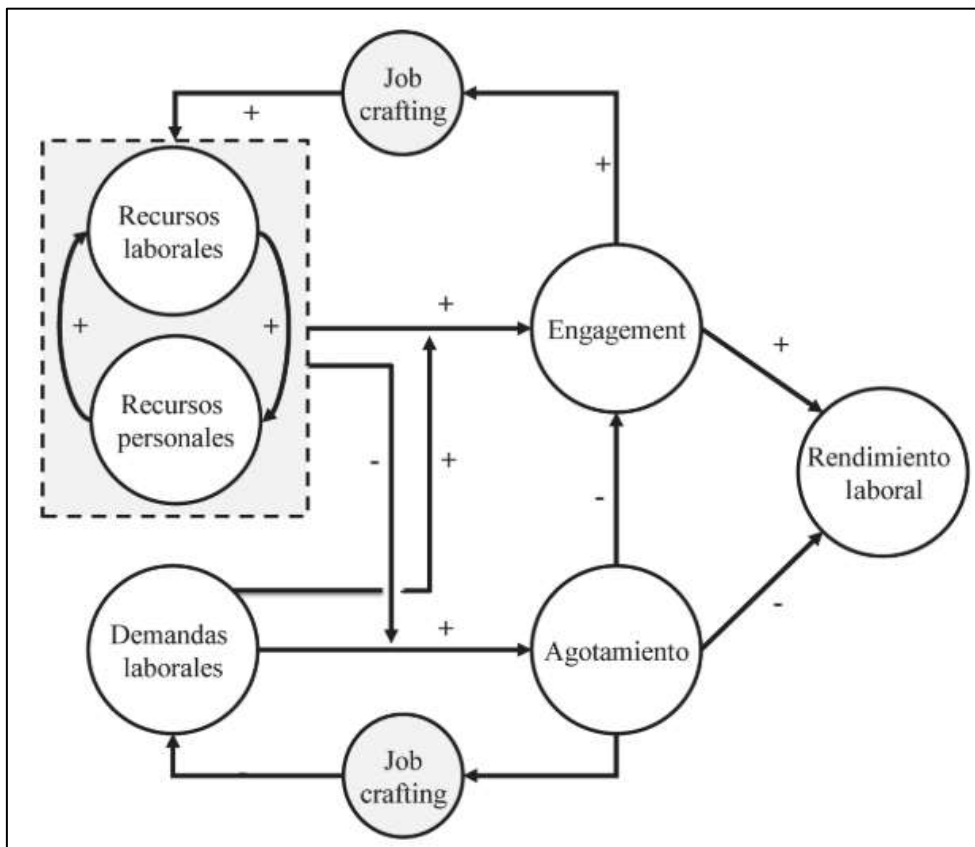 Job
crafting
+
+
Recursos
laborales
+
+
+
Engagement
+
Recursos
personales
-
+
Rendimiento
laboral
-
Demandas
laborales
+
Agotamiento
-
Job
crafting
-